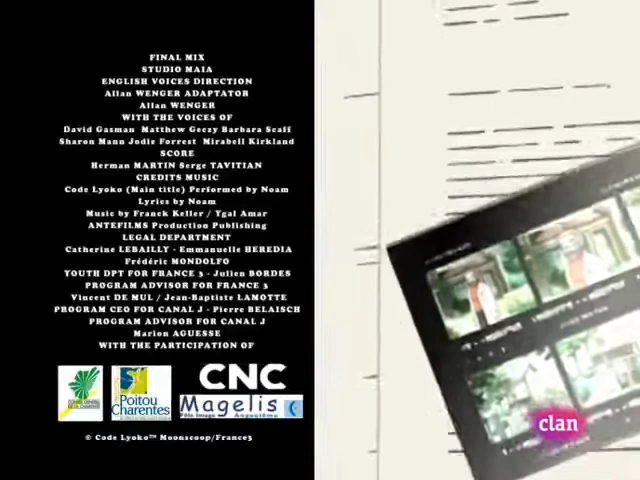 FINAL MIX
STUDIO MAIA
ENGLISH VOICES DIRECTION
Allan WENGER ADAPTATOR
Allan WENGER
WITH THE VOICES OF
David Gasman Matthew Geczy Barbara Scaff
Sharon Mann Jodie Forrest Mirabell Kirkland
SCORE
Herman MARTIN Serge TAVITIAN
CREDITS MUSIC
Code Lyoko (Main title) Performed by Noam
Lyrics by Noam
Music by Franck Keller / Ygal Amar
ANTEFILMS Production Publishing
LEGAL DEPARTMENT
Catherine LEBAILLY - Emmanuelle HEREDIA
Frédéric MONDOLFO
YOUTH DPT FOR FRANCE 3 - Julien BORDES
PROGRAM ADVISOR FOR FRANCE 3
Vincent DE MUL / Jean-Baptiste LAMOTTE
PROGRAM CEO FOR CANAL J - Pierre BELAISCH
PROGRAM ADVISOR FOR CANAL J
Marion AGUESSE
WITH THE PARTICIPATION OF
CNC
Poitou
Charentes
Magelis
Pôle Image Angoulême
© Code Lyoko™ Moonscoop/France3
clan